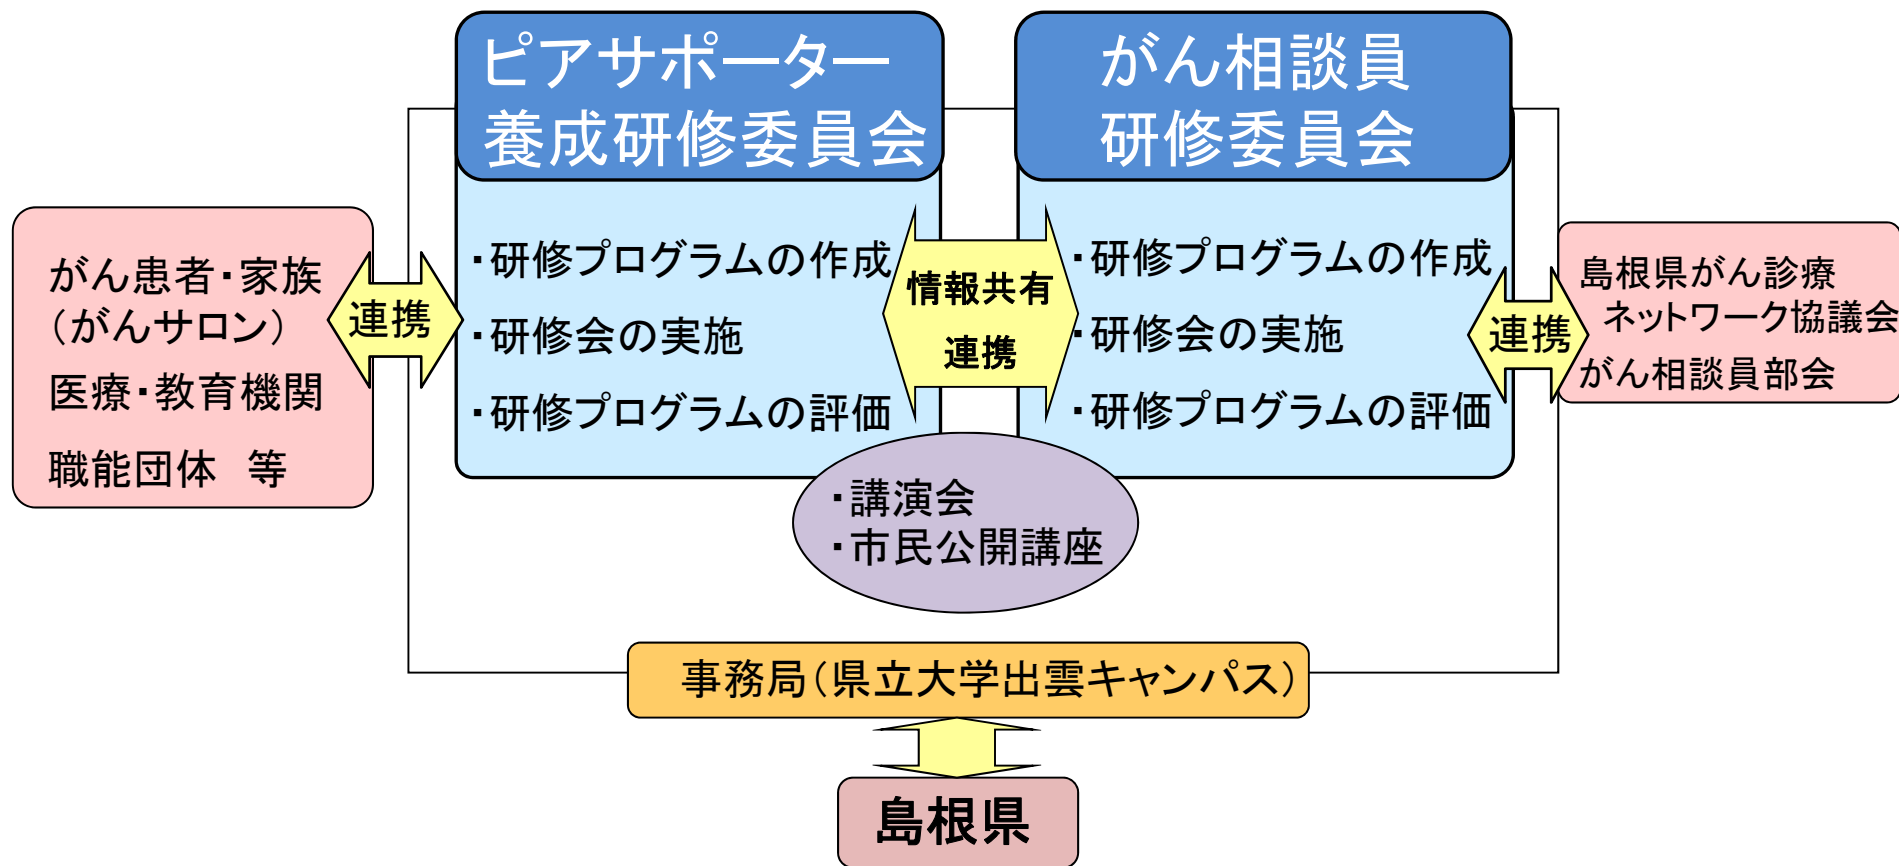 ピアサポーター
養成研修委員会
・研修プログラムの作成
・研修会の実施
・研修プログラムの評価
がん相談員
研修委員会
・研修プログラムの作成
・研修会の実施
・研修プログラムの評価
情報共有
連携
がん患者・家族
（がんサロン）
医療・教育機関
職能団体　等
連携
連携
島根県がん診療
ネットワーク協議会
がん相談員部会
・講演会
・市民公開講座
事務局（県立大学出雲キャンパス）
島根県